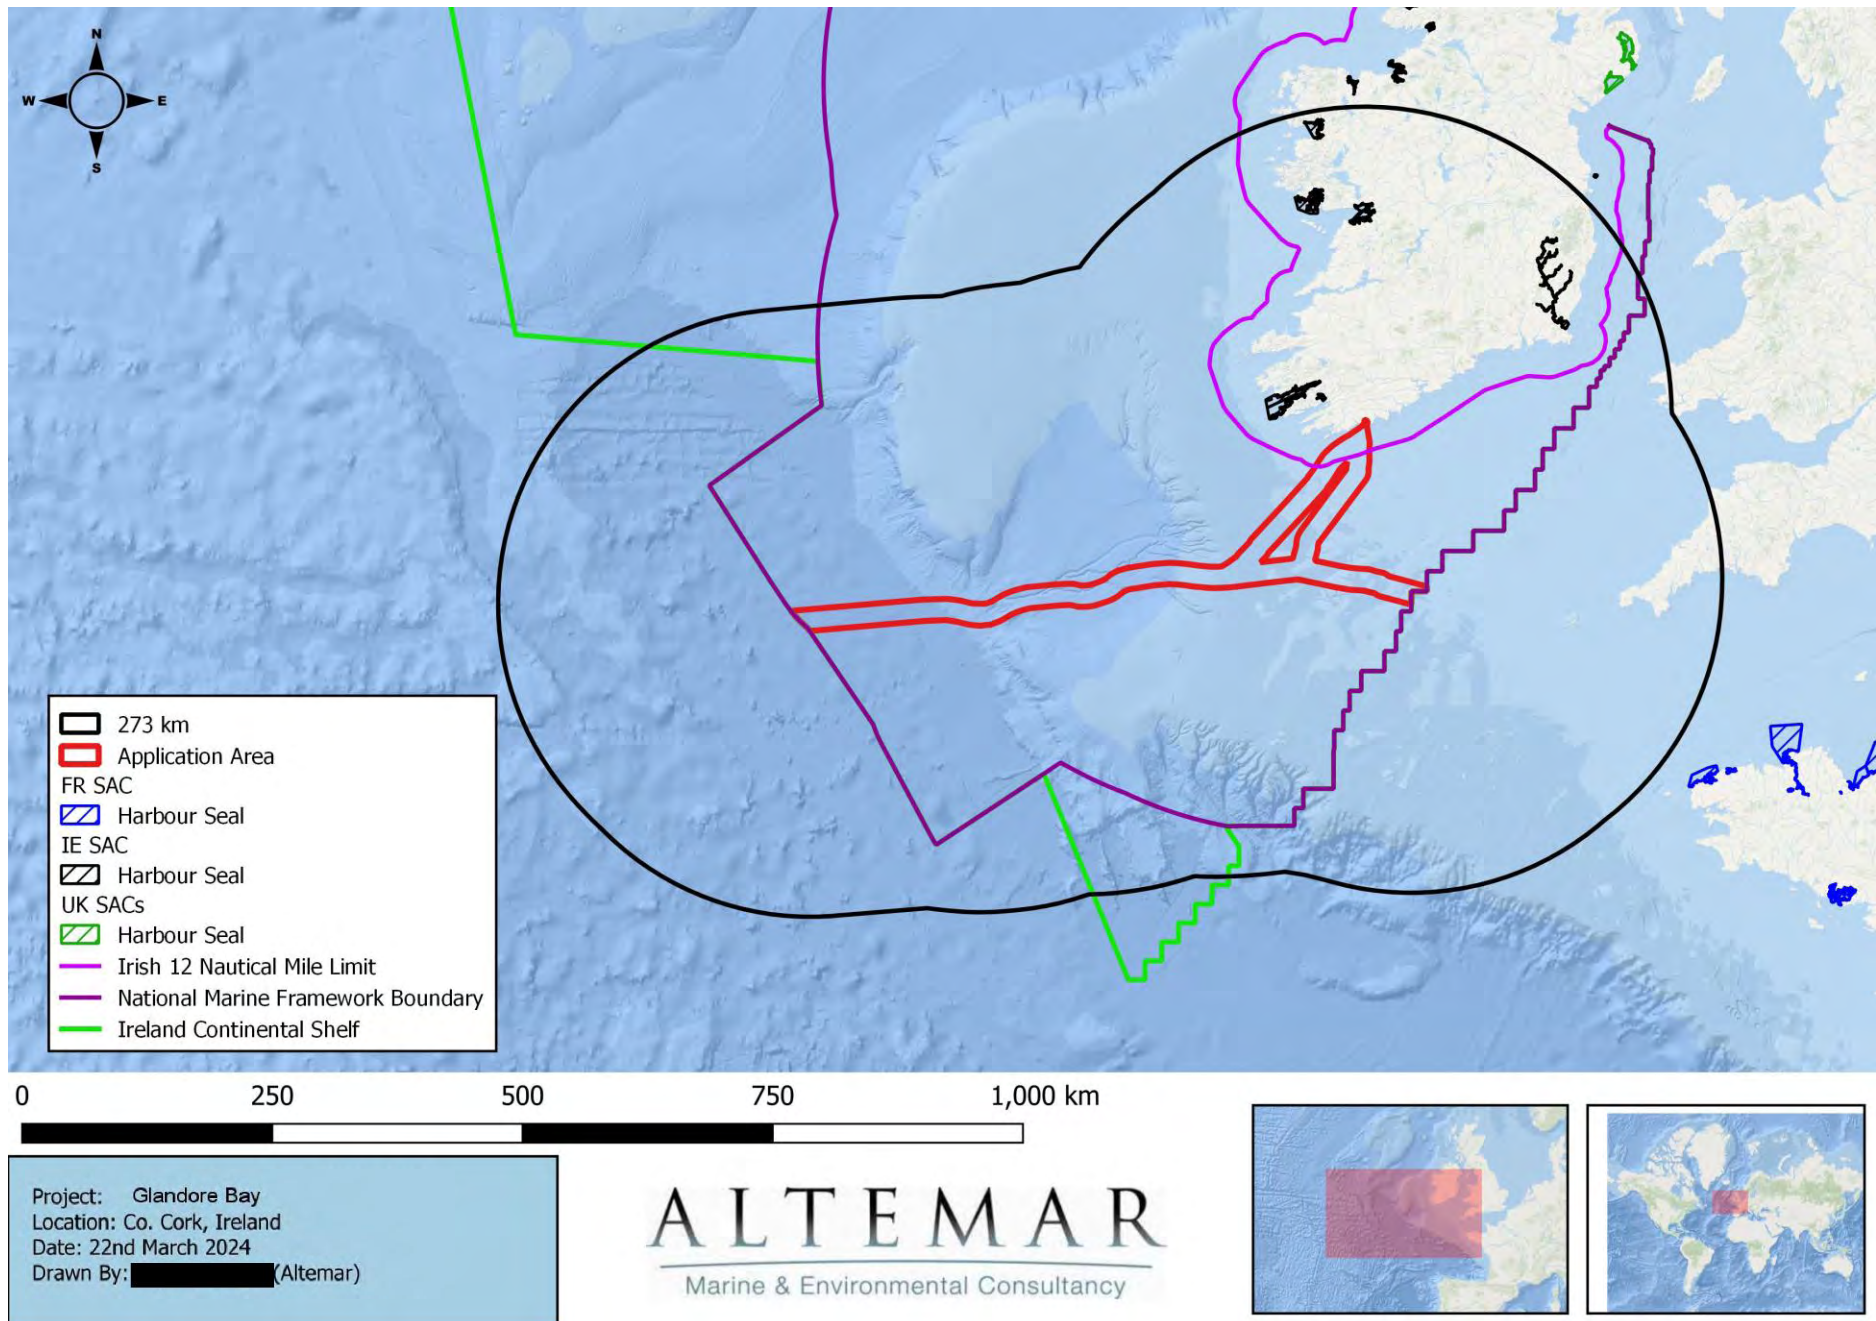 N
W
E
S
273 km
Application Area
FR SAC
Harbour Seal
IE SAC
Harbour Seal
UK SACs
Harbour Seal
Irish 12 Nautical Mile Limit
National Marine Framework Boundary
Ireland Continental Shelf
0 250 500 750 1,000 km
Project: Glandore Bay
Location: Co. Cork, Ireland
Date: 22nd March 2024
Drawn By: (Altemar)
ALTEMAR
Marine & Environmental Consultancy